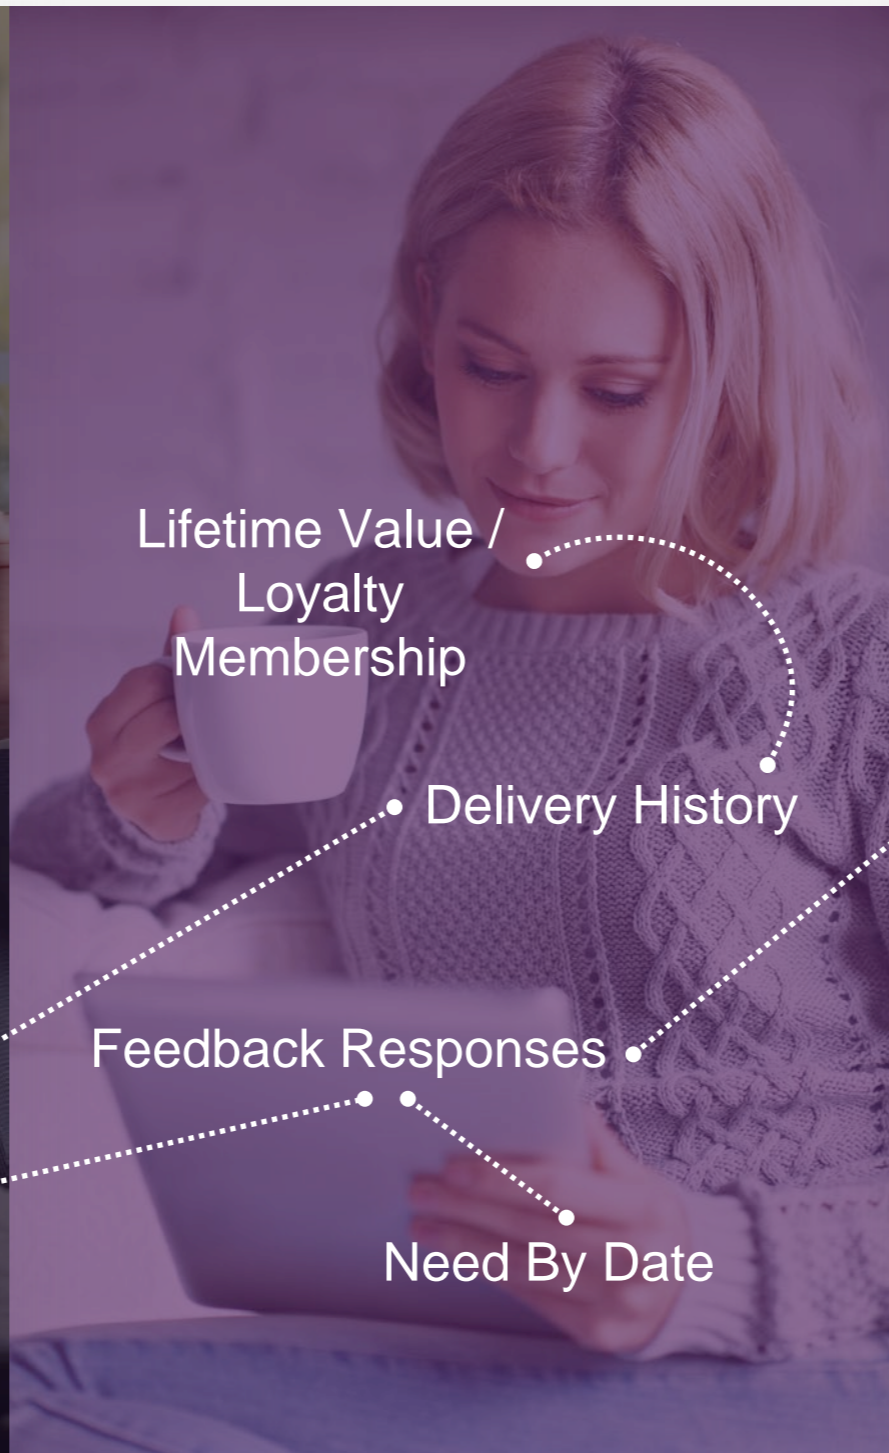 Lifetime Value /
Loyalty
Membership
Delivery History
Feedback Responses
Need By Date